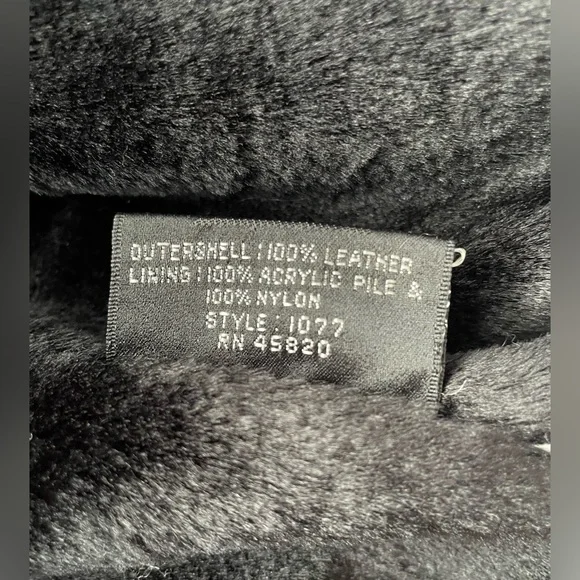 OUTERSHELL : 100% LEATHER
LINING : 100% ACRYLIC PILE &
100% NYLON
STYLE : 1077
RN 45820